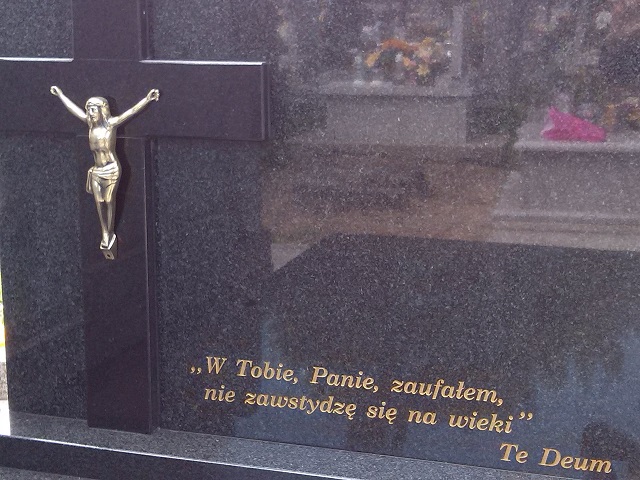 „W Tobie, Panie, zaufałem,
nie zawstydzę się na wieki”
Te Deum